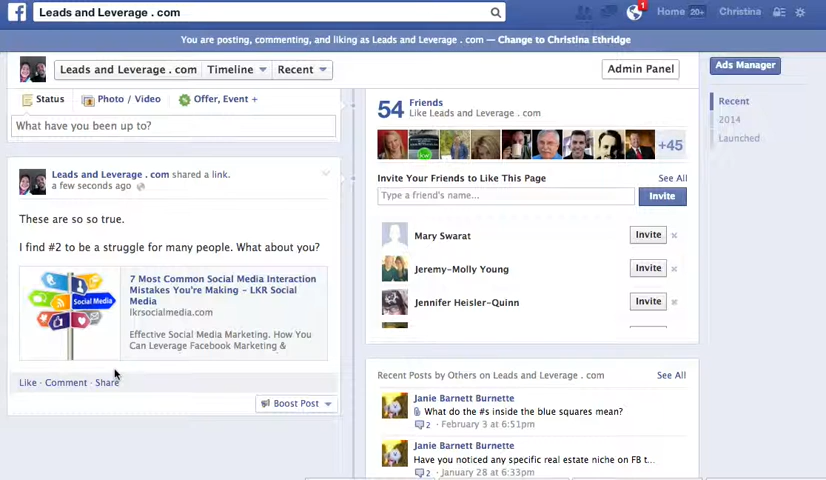 Leads and Leverage . com
1
Home 20+ Christina
You are posting, commenting, and liking as Leads and Leverage . com — Change to Christina Ethridge
Leads and Leverage . com Timeline Recent
Admin Panel
Ads Manager
Recent
2014
Launched
Status Photo / Video Offer, Event +
What have you been up to?
Leads and Leverage . com shared a link.
a few seconds ago
These are so so true.
I find #2 to be a struggle for many people. What about you?
Social Media
7 Most Common Social Media Interaction
Mistakes You're Making - LKR Social
Media
lkrsocialmedia.com
Effective Social Media Marketing. How You
Can Leverage Facebook Marketing &
Like · Comment · Share
Boost Post
54 Friends
Like Leads and Leverage . com
+45
Invite Your Friends to Like This Page See All
Type a friend's name... Invite
Mary Swarat Invite
Jeremy-Molly Young Invite
Jennifer Heisler-Quinn Invite
Recent Posts by Others on Leads and Leverage . com See All
Janie Barnett Burnette
What do the #s inside the blue squares mean?
2 · February 3 at 6:51pm
Janie Barnett Burnette
Have you noticed any specific real estate niche on FB t...
2 · January 28 at 6:33pm